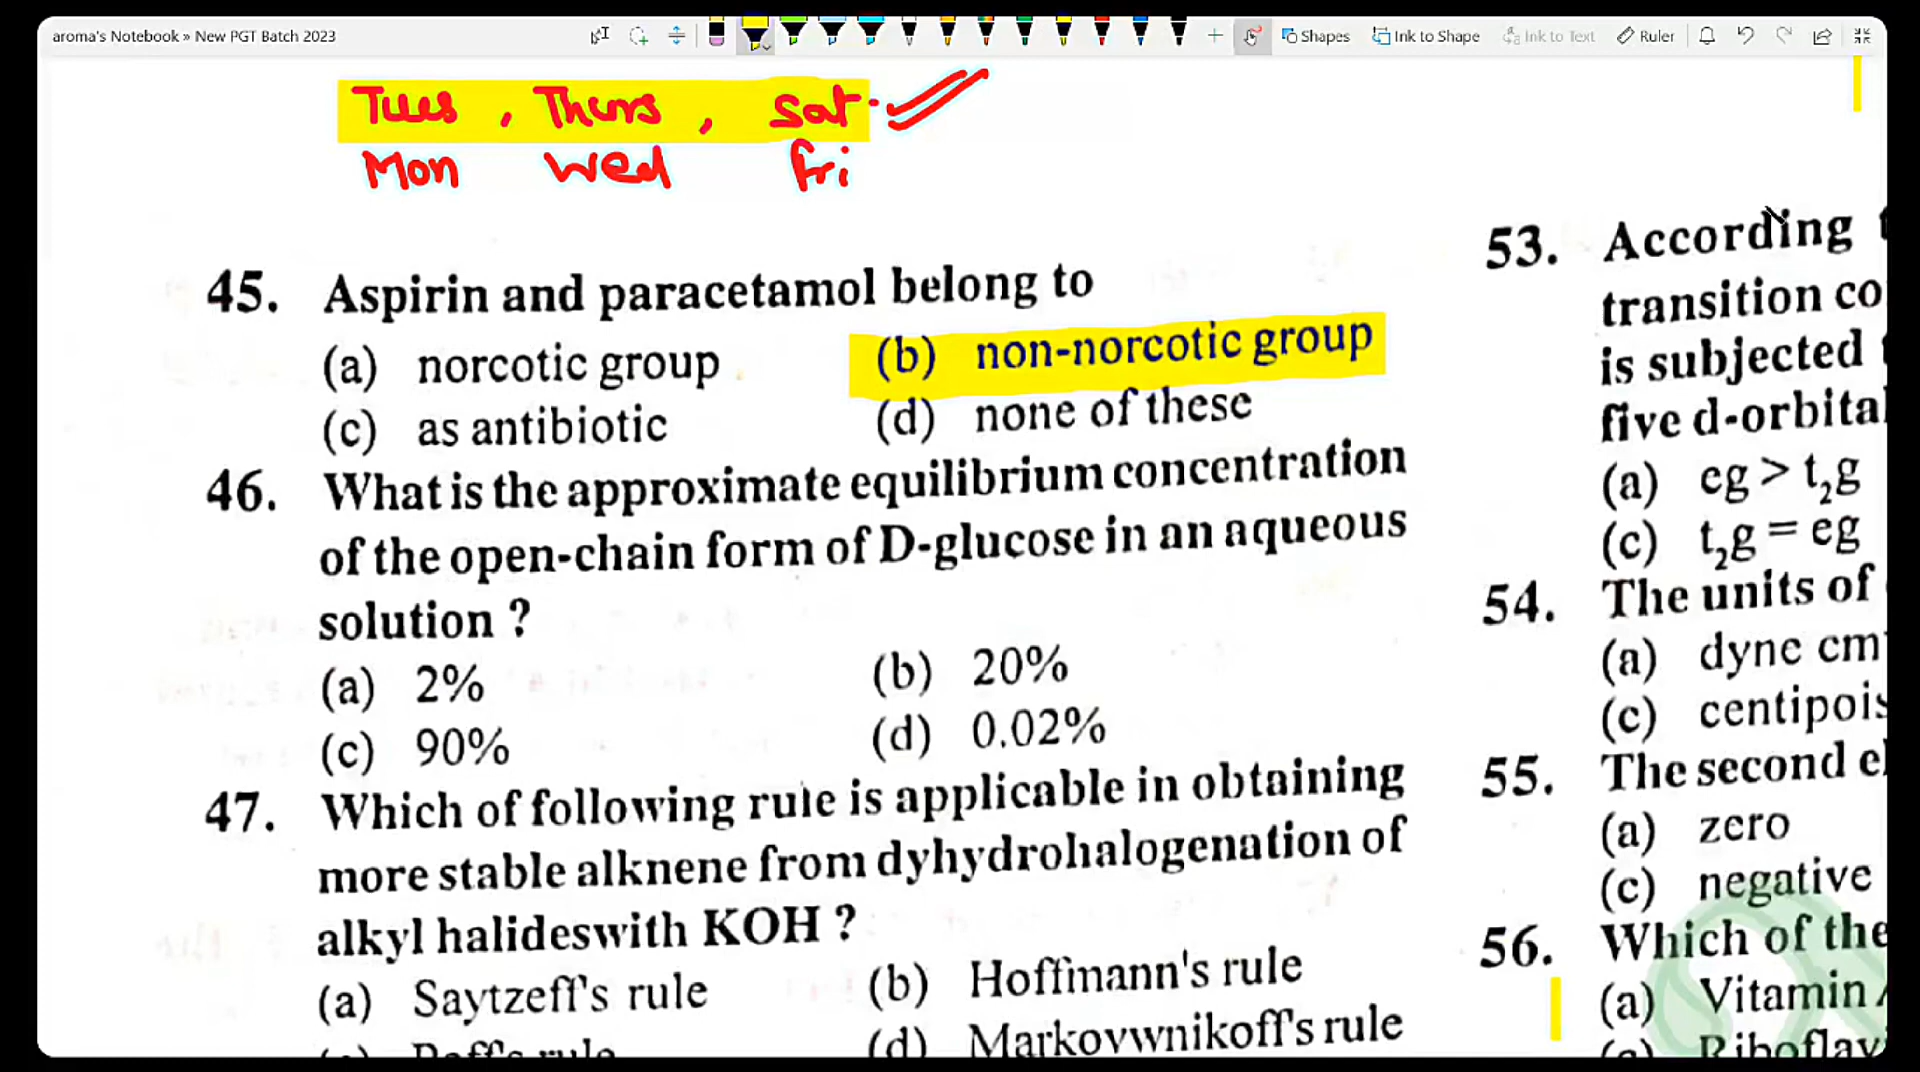 aroma's Notebook » New PGT Batch 2023
Shapes
Ink to Shape
Ink to Text
Ruler
Tues , Thurs , Sat
Mon Wed fri
45. Aspirin and paracetamol belong to
(a) norcotic group (b) non-norcotic group
(c) as antibiotic (d) none of these
46. What is the approximate equilibrium concentration
of the open-chain form of D-glucose in an aqueous
solution ?
(a) 2% (b) 20%
(c) 90% (d) 0.02%
47. Which of following rule is applicable in obtaining
more stable alknene from dyhydrohalogenation of
alkyl halideswith KOH ?
(a) Saytzeff's rule (b) Hoffmann's rule
(d) Markovwnikoff's rule
53. According
transition co
is subjected
five d-orbital
(a) eg > t₂g
(c) t₂g = eg
54. The units of
(a) dyne cm
(c) centipois
55. The second el
(a) zero
(c) negative
56. Which of the
(a) Vitamin
Riboflavi